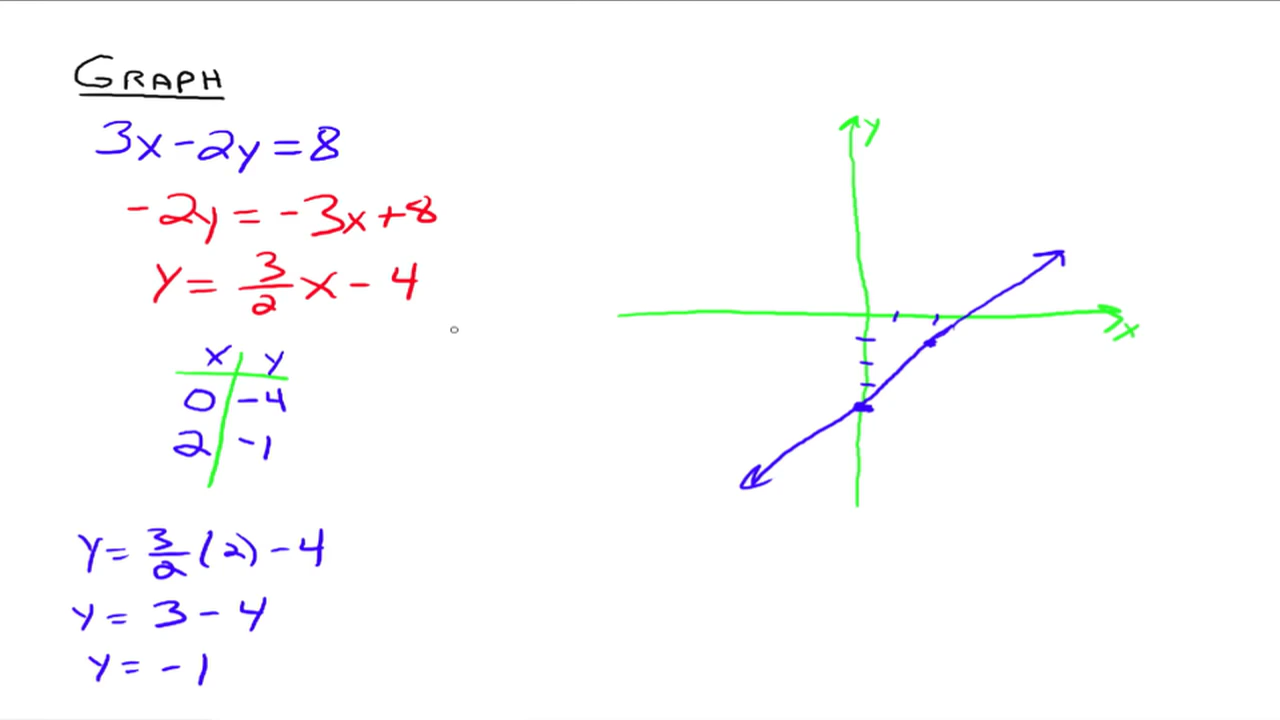 GRAPH
3x-2y=8
-2y = -3x+8
y = 3/2 x - 4
x y
0 -4
2 -1
y = 3/2 (2) - 4
y = 3 - 4
y = -1
y
x